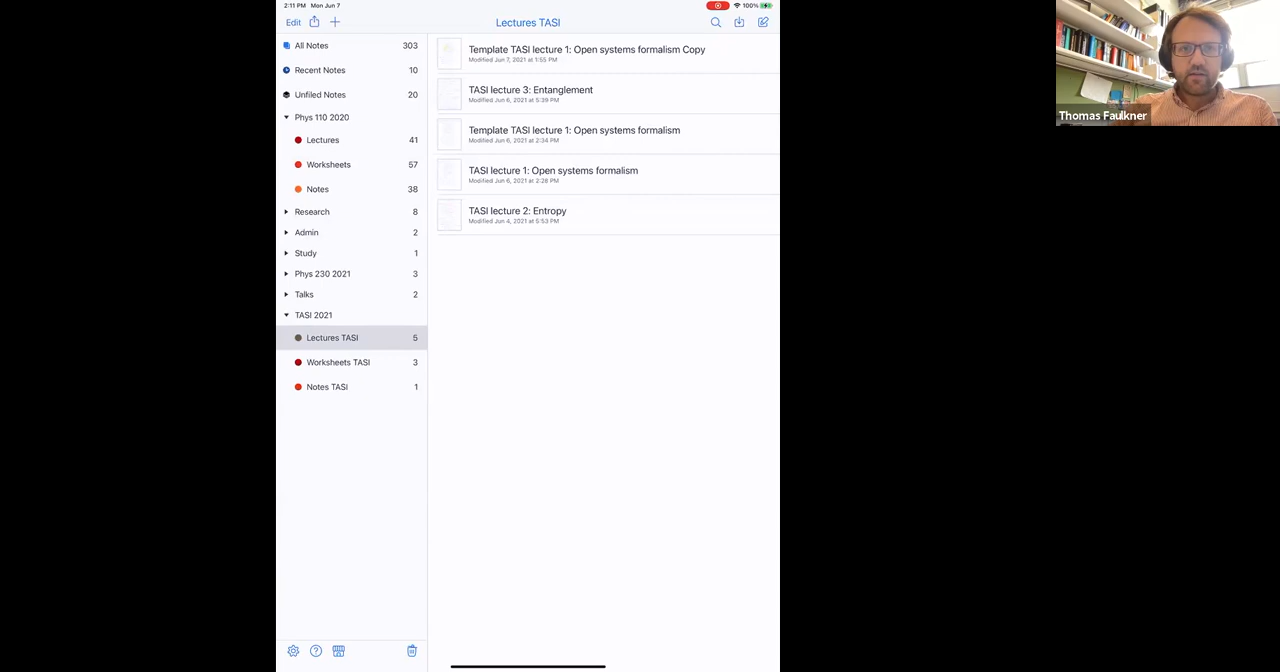 2:11 PM Mon Jun 7
100%
Edit
Lectures TASI
All Notes 303
Recent Notes 10
Unfiled Notes 20
Phys 110 2020
Lectures 41
Worksheets 57
Notes 38
Research 8
Admin 2
Study 1
Phys 230 2021 3
Talks 2
TASI 2021
Lectures TASI 5
Worksheets TASI 3
Notes TASI 1
Template TASI lecture 1: Open systems formalism Copy
Modified Jun 7, 2021 at 1:55 PM
TASI lecture 3: Entanglement
Modified Jun 6, 2021 at 5:39 PM
Template TASI lecture 1: Open systems formalism
Modified Jun 6, 2021 at 2:34 PM
TASI lecture 1: Open systems formalism
Modified Jun 6, 2021 at 2:28 PM
TASI lecture 2: Entropy
Modified Jun 4, 2021 at 5:53 PM
Thomas Faulkner